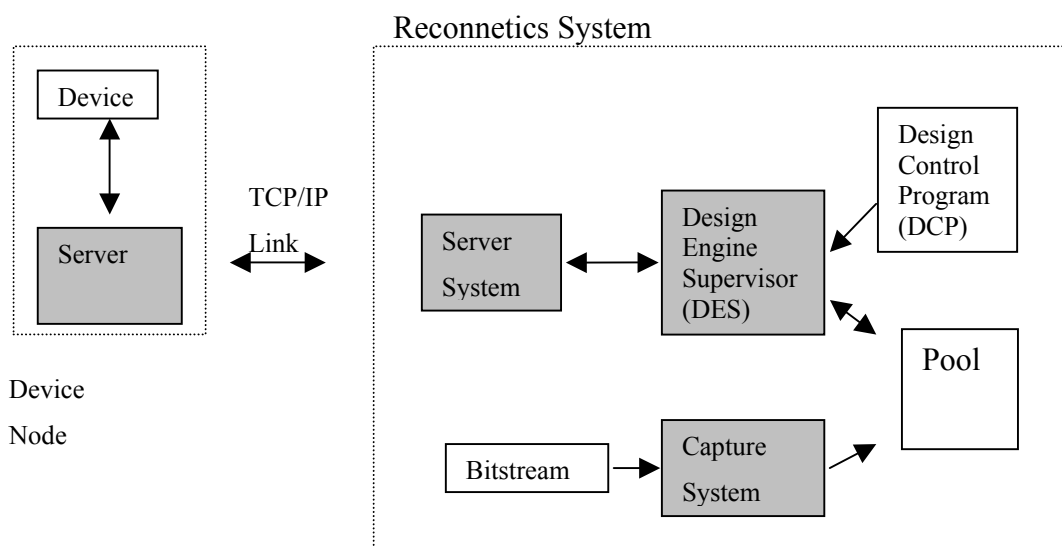 Reconnetics System
Device
Server
Device
Node
TCP/IP
Link
Server
System
Design
Engine
Supervisor
(DES)
Design
Control
Program
(DCP)
Pool
Bitstream
Capture
System